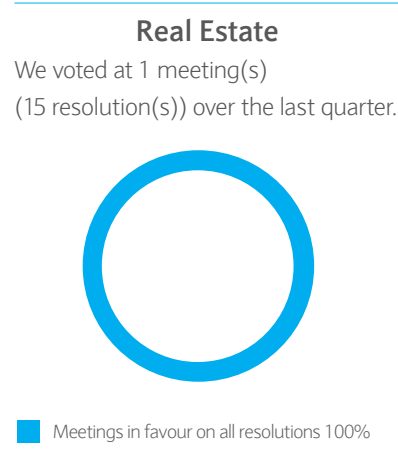 Real Estate
We voted at 1 meeting(s)
(15 resolution(s)) over the last quarter.
Meetings in favour on all resolutions 100%